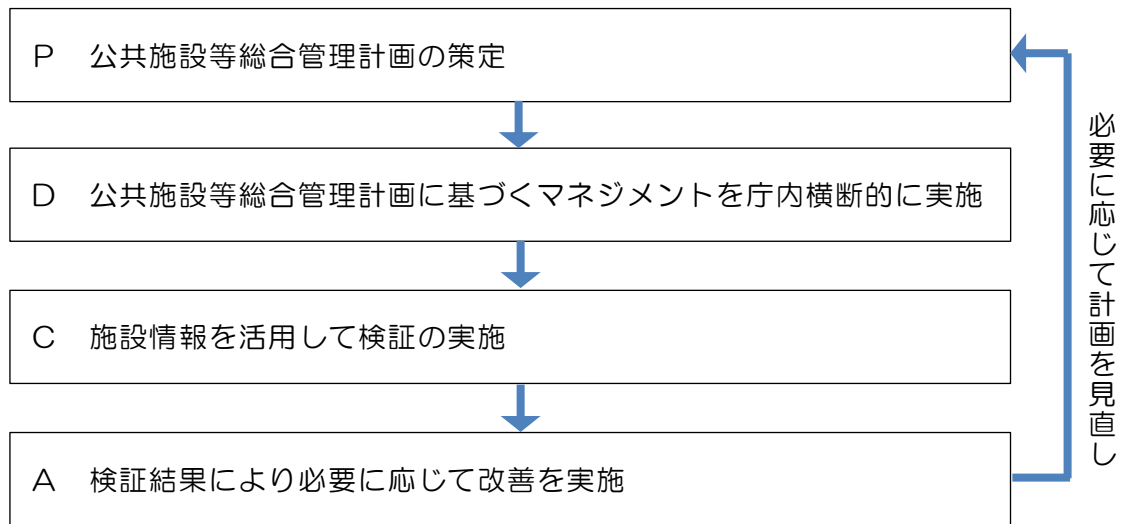 P 公共施設等総合管理計画の策定
D 公共施設等総合管理計画に基づくマネジメントを庁内横断的に実施
C 施設情報を活用して検証の実施
A 検証結果により必要に応じて改善を実施
必要に応じて計画を見直し